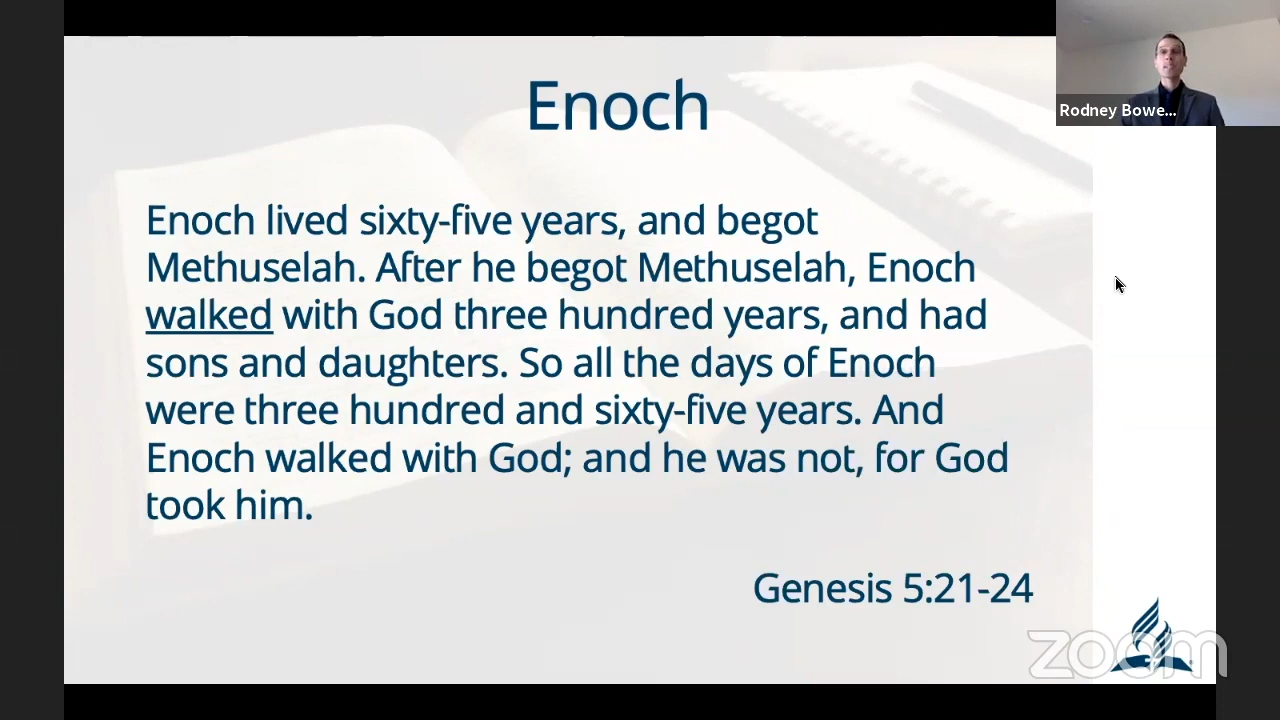 Enoch
Rodney Bowe...
Enoch lived sixty-five years, and begot
Methuselah. After he begot Methuselah, Enoch
walked with God three hundred years, and had
sons and daughters. So all the days of Enoch
were three hundred and sixty-five years. And
Enoch walked with God; and he was not, for God
took him.
Genesis 5:21-24
zoom